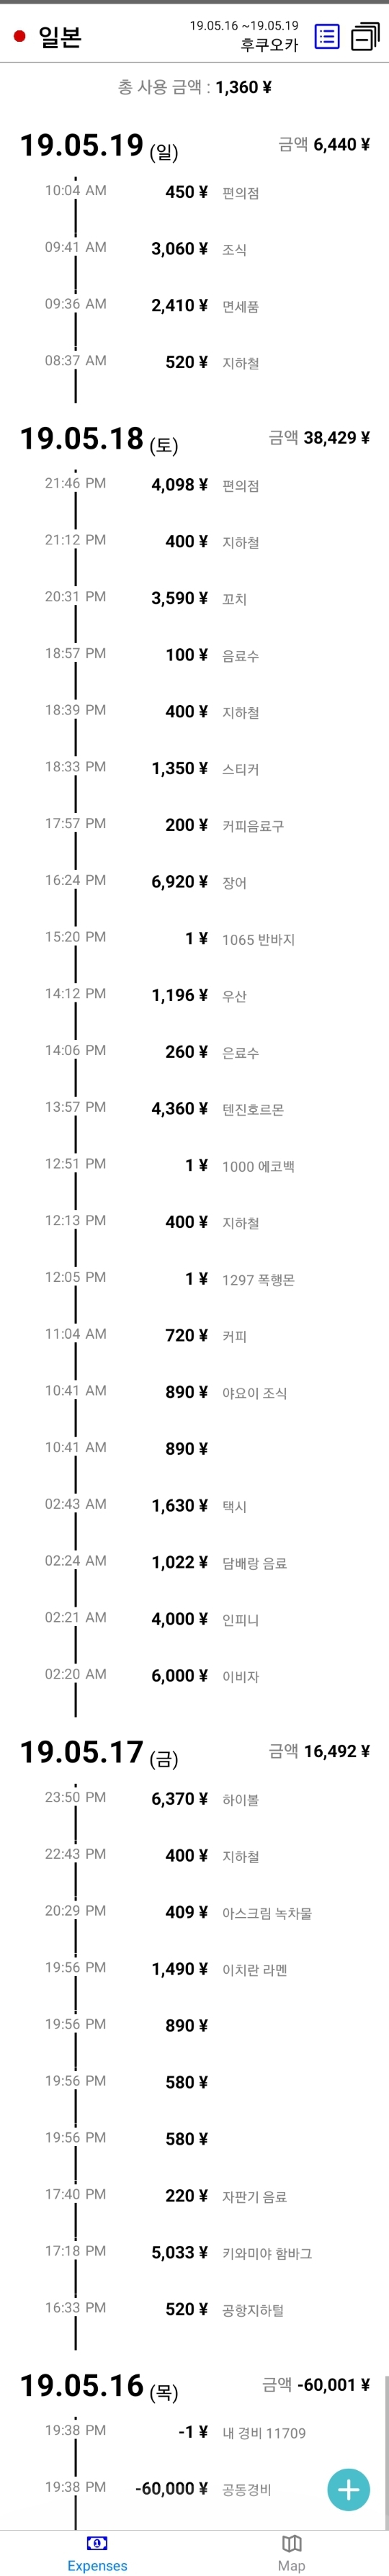 일본
19.05.16 ~19.05.19
후쿠오카
총 사용 금액 : 1,360 ¥
19.05.19 (일) 금액 6,440 ¥
10:04 AM 450 ¥ 편의점
09:41 AM 3,060 ¥ 조식
09:36 AM 2,410 ¥ 면세품
08:37 AM 520 ¥ 지하철
19.05.18 (토) 금액 38,429 ¥
21:46 PM 4,098 ¥ 편의점
21:12 PM 400 ¥ 지하철
20:31 PM 3,590 ¥ 꼬치
18:57 PM 100 ¥ 음료수
18:39 PM 400 ¥ 지하철
18:33 PM 1,350 ¥ 스티커
17:57 PM 200 ¥ 커피음료구
16:24 PM 6,920 ¥ 장어
15:20 PM 1 ¥ 1065 반바지
14:12 PM 1,196 ¥ 우산
14:06 PM 260 ¥ 은료수
13:57 PM 4,360 ¥ 텐진호르몬
12:51 PM 1 ¥ 1000 에코백
12:13 PM 400 ¥ 지하철
12:05 PM 1 ¥ 1297 폭행몬
11:04 AM 720 ¥ 커피
10:41 AM 890 ¥ 야요이 조식
10:41 AM 890 ¥
02:43 AM 1,630 ¥ 택시
02:24 AM 1,022 ¥ 담배랑 음료
02:21 AM 4,000 ¥ 인피니
02:20 AM 6,000 ¥ 이비자
19.05.17 (금) 금액 16,492 ¥
23:50 PM 6,370 ¥ 하이볼
22:43 PM 400 ¥ 지하철
20:29 PM 409 ¥ 아스크림 녹차물
19:56 PM 1,490 ¥ 이치란 라멘
19:56 PM 890 ¥
19:56 PM 580 ¥
19:56 PM 580 ¥
17:40 PM 220 ¥ 자판기 음료
17:18 PM 5,033 ¥ 키와미야 함바그
16:33 PM 520 ¥ 공항지하털
19.05.16 (목) 금액 -60,001 ¥
19:38 PM -1 ¥ 내 경비 11709
19:38 PM -60,000 ¥ 공동경비
Expenses
Map